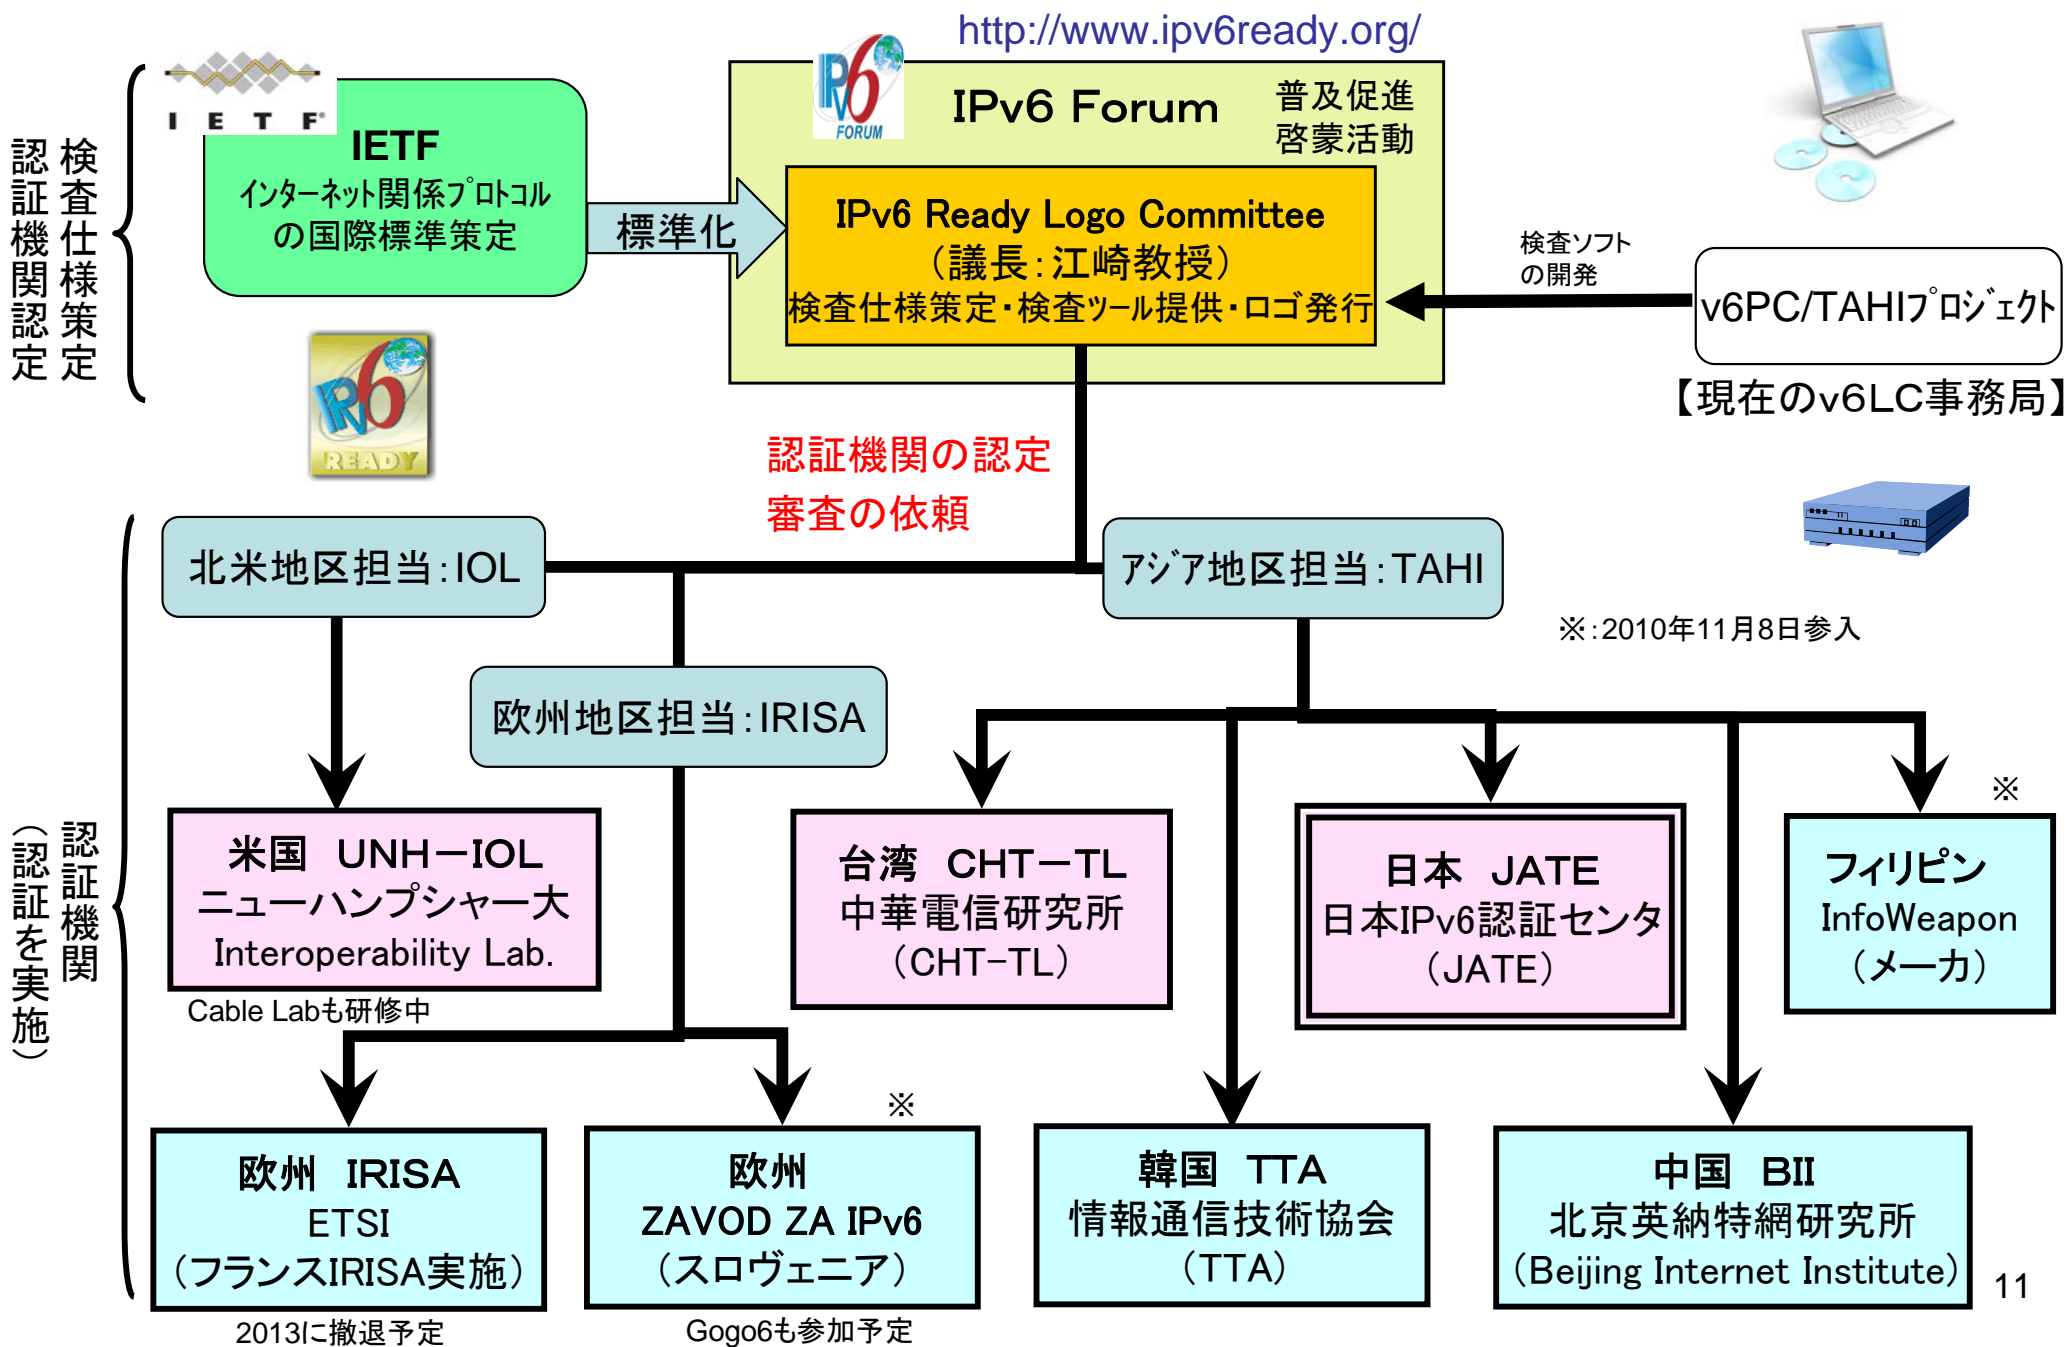 http://www.ipv6ready.org/
検査仕様策定
認証機関認定
I E T F
IETF
インターネット関係プロトコル
の国際標準策定
標準化
IPv6
FORUM
IPv6 Forum
普及促進
啓蒙活動
IPv6 Ready Logo Committee
（議長：江崎教授）
検査仕様策定・検査ツール提供・ロゴ発行
検査ソフト
の開発
v6PC/TAHIプロジェクト
【現在のv6LC事務局】
IPv6
READY
認証機関の認定
審査の依頼
北米地区担当：IOL
アジア地区担当：TAHI
※：2010年11月8日参入
欧州地区担当：IRISA
認証機関
（認証を実施）
米国　UNH－IOL
ニューハンプシャー大
Interoperability Lab.
Cable Labも研修中
台湾　CHT－TL
中華電信研究所
（CHT-TL）
日本　JATE
日本IPv6認証センタ
（JATE）
※
フィリピン
InfoWeapon
（メーカ）
欧州　IRISA
ETSI
（フランスIRISA実施）
2013に撤退予定
※
欧州
ZAVOD ZA IPv6
（スロヴェニア）
Gogo6も参加予定
韓国　TTA
情報通信技術協会
（TTA）
中国　BII
北京英納特網研究所
（Beijing Internet Institute）
11